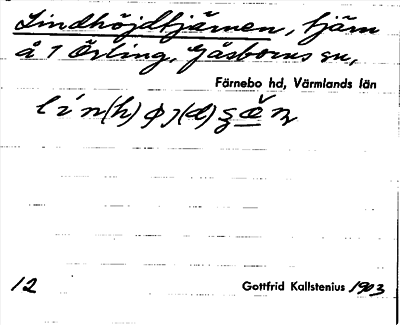 Lindhöjdtjärnen, tjärn
å 1 Örling, Gåsborns sn,
Färnebo hd, Värmlands län
12
Gottfrid Kallstenius 1903